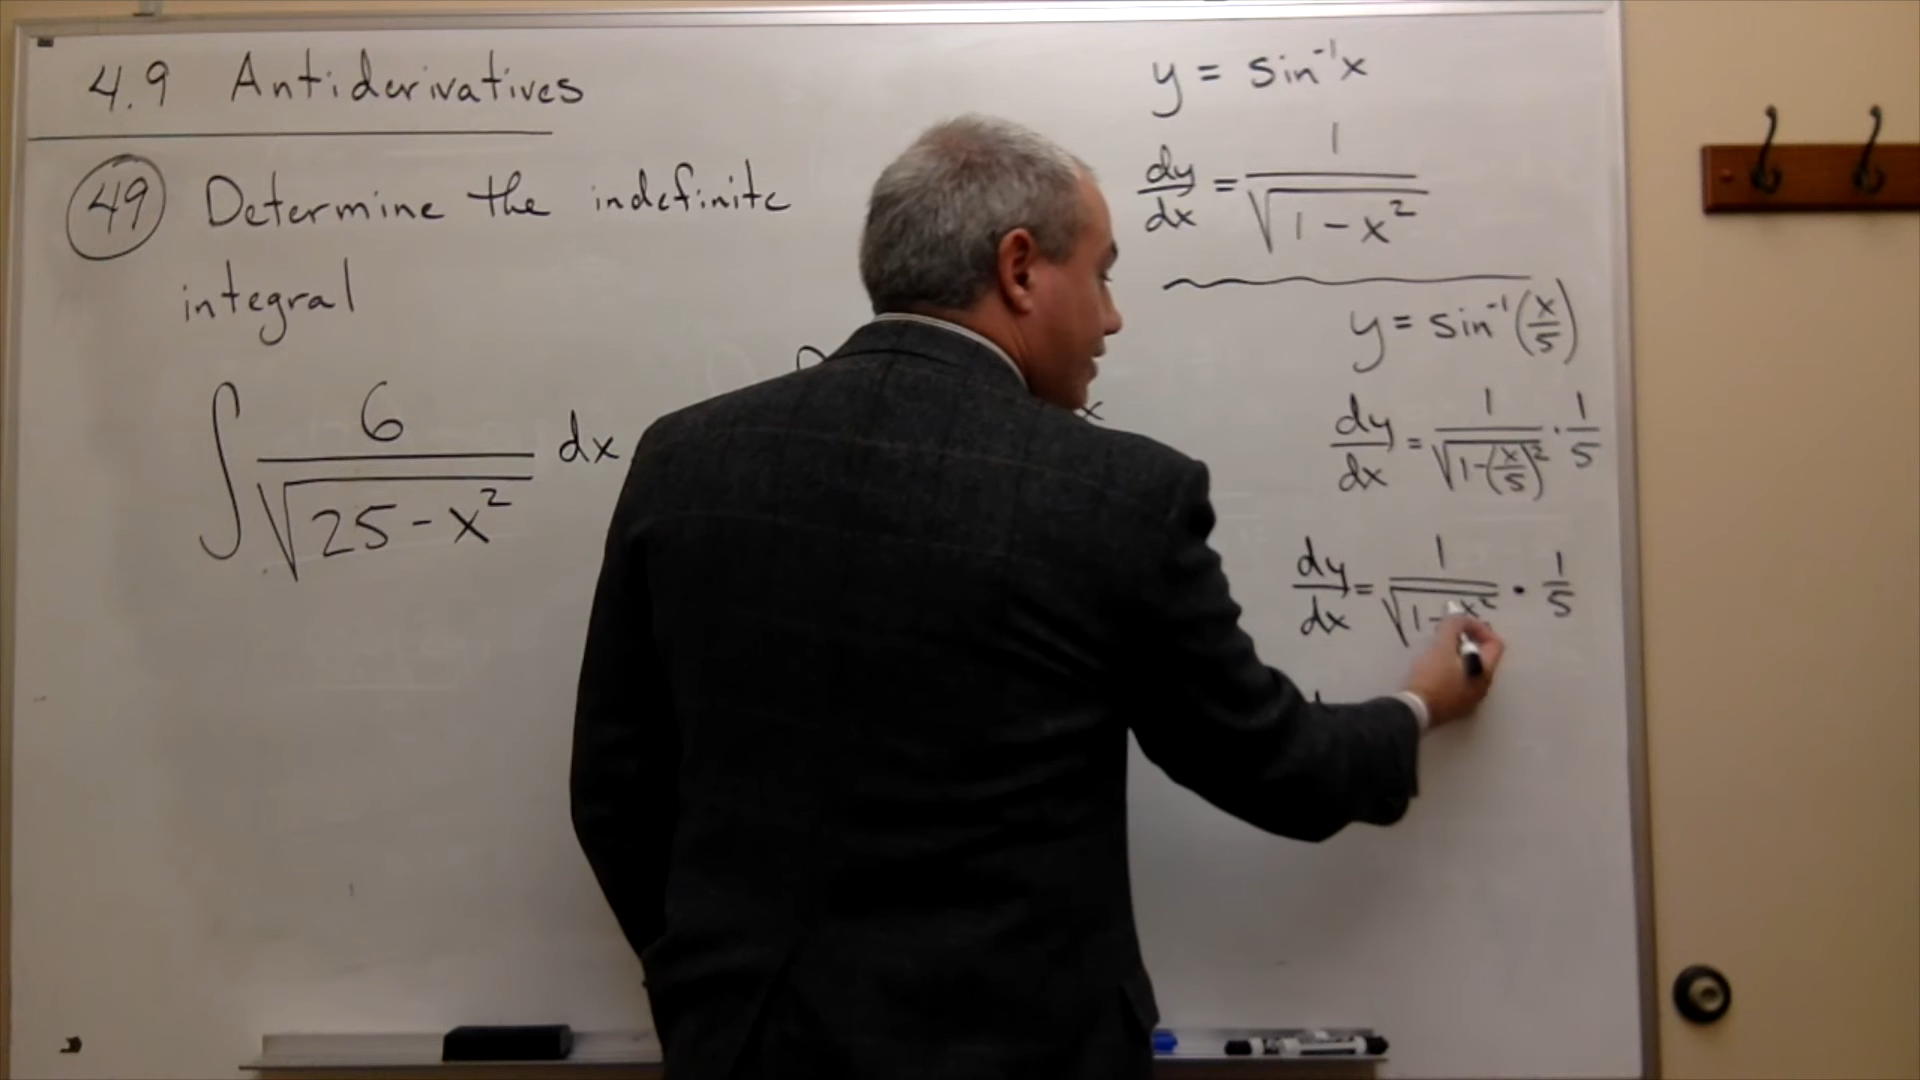 4.9 Antiderivatives
49 Determine the indefinite
integral
∫ 6/√(25 - x²) dx
y = sin⁻¹x
dy/dx = 1/√(1 - x²)
y = sin⁻¹(x/5)
dy/dx = 1/√(1-(x/5)²) · 1/5
dy/dx = 1/√(1- x² · 1/5